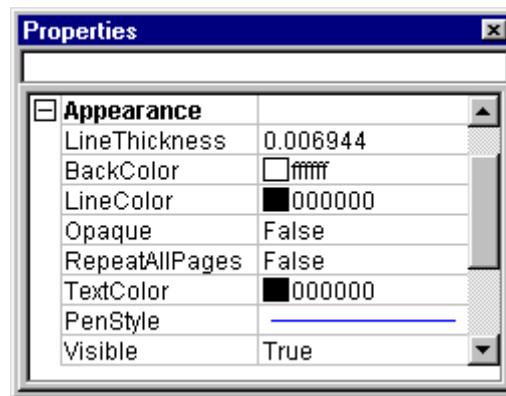 Properties
Appearance
LineThickness 0.006944
BackColor ffffff
LineColor 000000
Opaque False
RepeatAllPages False
TextColor 000000
PenStyle
Visible True